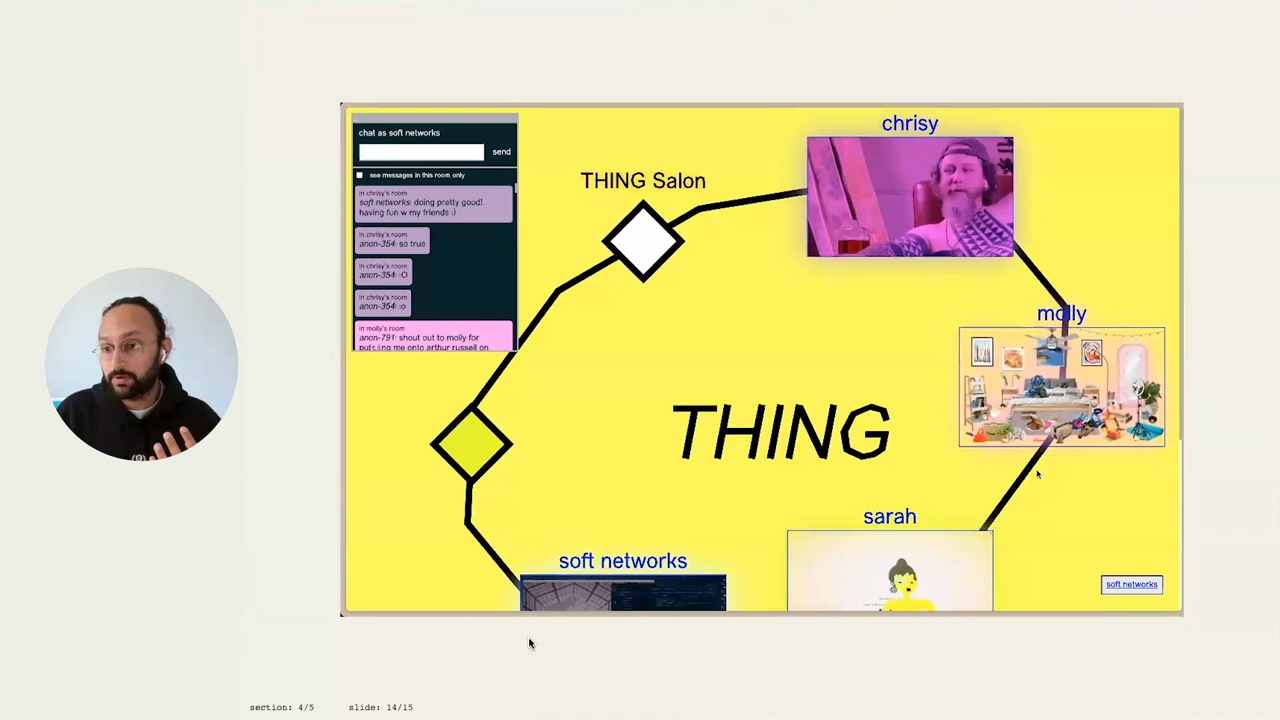 chat as soft networks
send
see messages in this room only
in chrisy's room
soft networks: doing pretty good!
having fun w my friends :)
in chrisy's room
anon-354: so true
in chrisy's room
anon-354: :O
in chrisy's room
anon-354: :o
in molly's room
anon-791: shout out to molly for
putting me onto arthur russell on
THING Salon
chrisy
molly
THING
sarah
soft networks
soft networks
section: 4/5 slide: 14/15